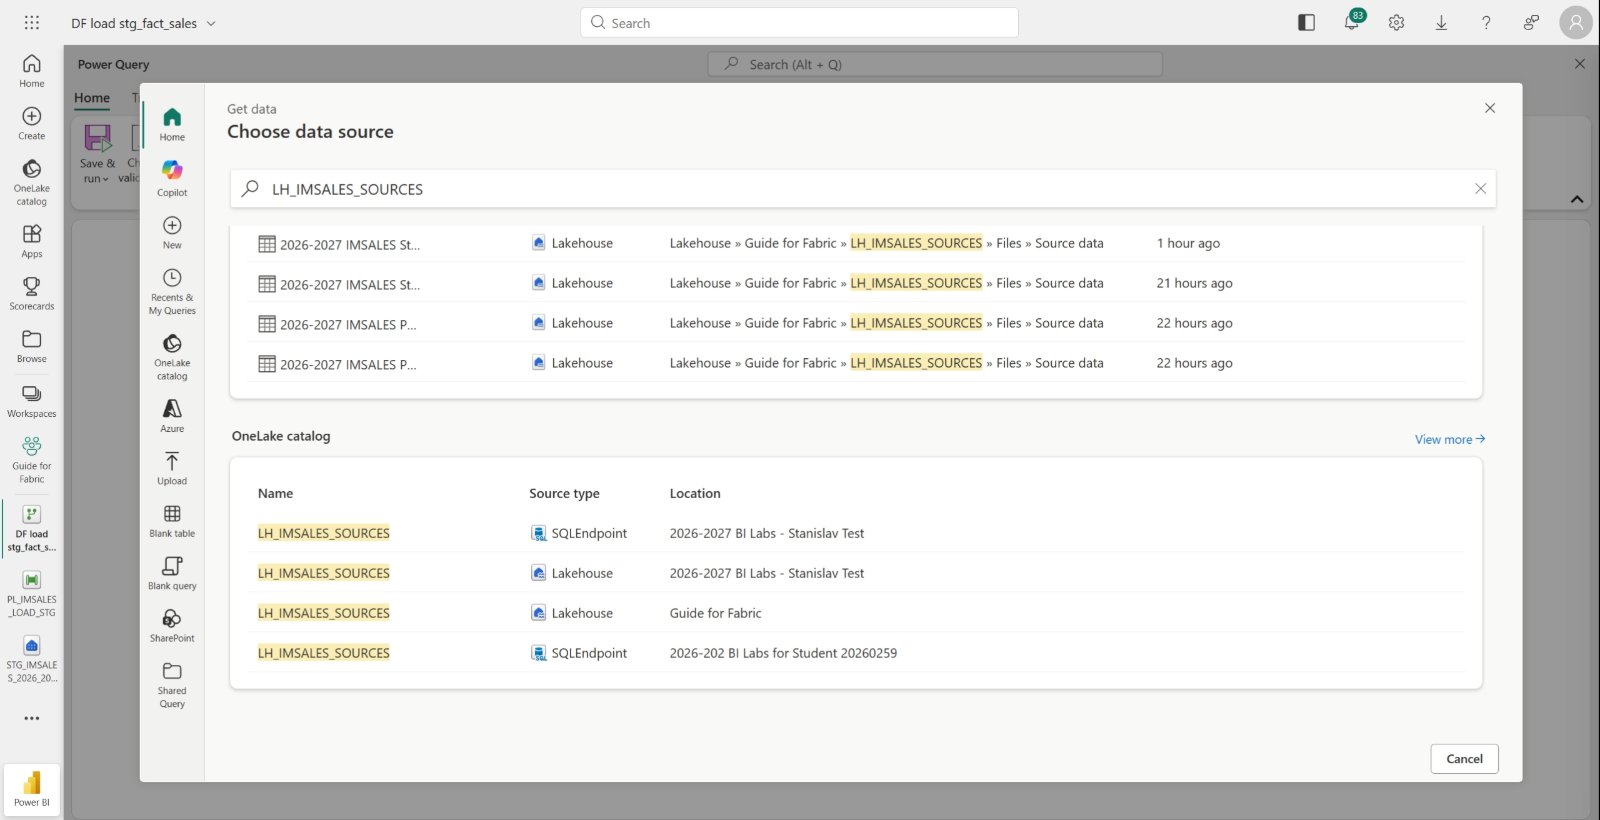 DF load stg_fact_sales
Search
83
Home
Create
OneLake
catalog
Apps
Scorecards
Browse
Workspaces
Guide for
Fabric
DF load
stg_fact_s...
PL_IMSALES
_LOAD_STG
STG_IMSALE
S_2026_20...
Power BI
Power Query
Search (Alt + Q)
Home
Save &
run
valid
Home
Copilot
New
Recents &
My Queries
OneLake
catalog
Azure
Upload
Blank table
Blank query
SharePoint
Shared
Query
Get data
Choose data source
LH_IMSALES_SOURCES
2026-2027 IMSALES St... Lakehouse Lakehouse » Guide for Fabric » LH_IMSALES_SOURCES » Files » Source data 1 hour ago
2026-2027 IMSALES St... Lakehouse Lakehouse » Guide for Fabric » LH_IMSALES_SOURCES » Files » Source data 21 hours ago
2026-2027 IMSALES P... Lakehouse Lakehouse » Guide for Fabric » LH_IMSALES_SOURCES » Files » Source data 22 hours ago
2026-2027 IMSALES P... Lakehouse Lakehouse » Guide for Fabric » LH_IMSALES_SOURCES » Files » Source data 22 hours ago
OneLake catalog
View more
Name Source type Location
LH_IMSALES_SOURCES SQLEndpoint 2026-2027 BI Labs - Stanislav Test
LH_IMSALES_SOURCES Lakehouse 2026-2027 BI Labs - Stanislav Test
LH_IMSALES_SOURCES Lakehouse Guide for Fabric
LH_IMSALES_SOURCES SQLEndpoint 2026-202 BI Labs for Student 20260259
Cancel